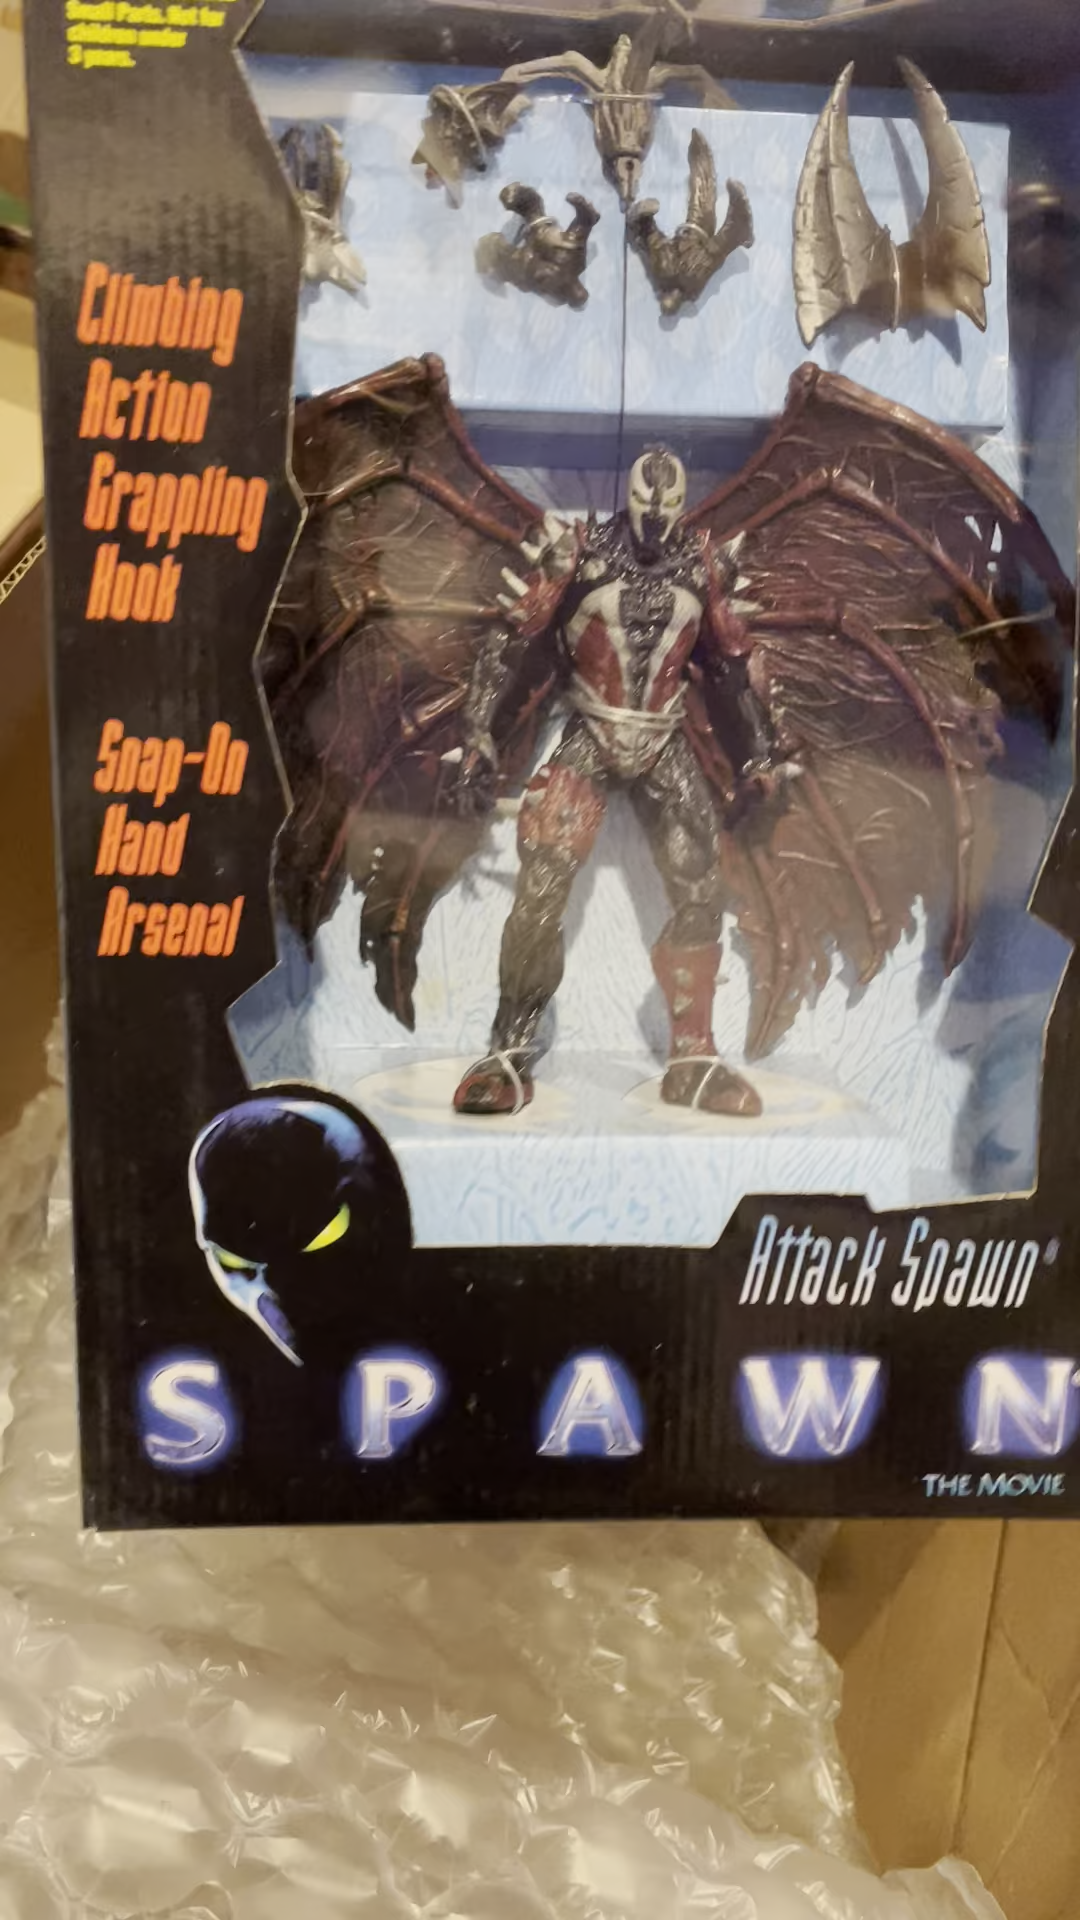 Small Parts. Not for
children under
3 years.
Climbing
Action
Grappling
Hook
Snap-On
Hand
Arsenal
Attack Spawn
SPAWN
THE MOVIE